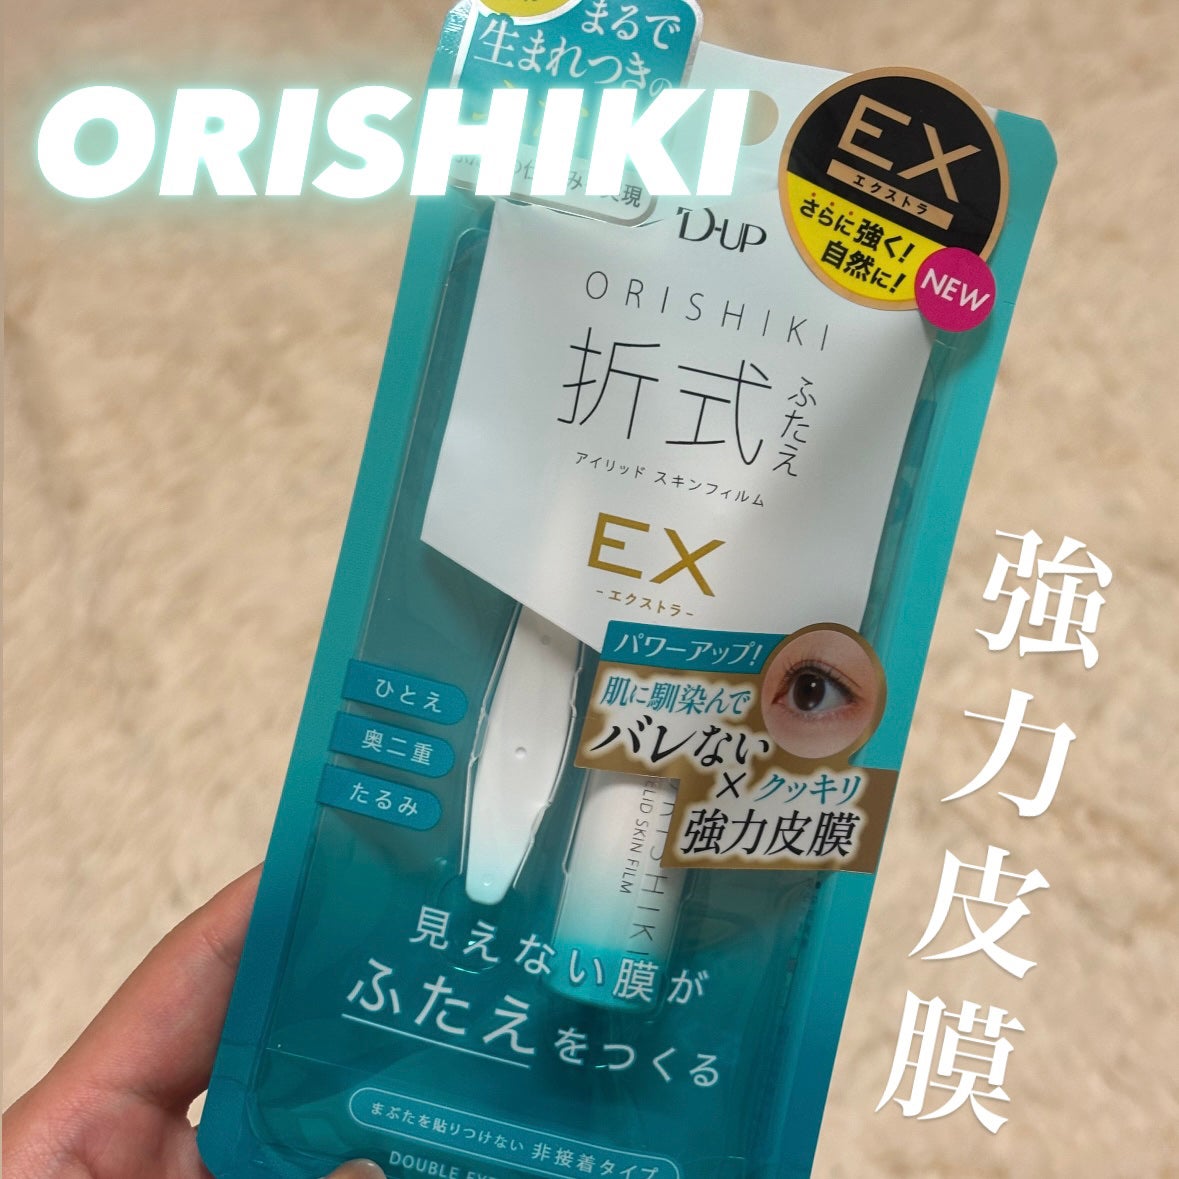 まるで
生まれつきの
ORISHIKI
EX
エクストラ
さらに強く!
自然に!
NEW
D-UP
ORISHIKI
折式
ふたえ
アイリッド スキンフィルム
EX
-エクストラ-
パワーアップ!
肌に馴染んで
バレない
×クッキリ
強力皮膜
ひとえ
奥二重
たるみ
ORISHIKI
EYELID SKIN FILM
見えない膜が
ふたえをつくる
まぶたを貼りつけない 非接着タイプ
DOUBLE
強力皮膜